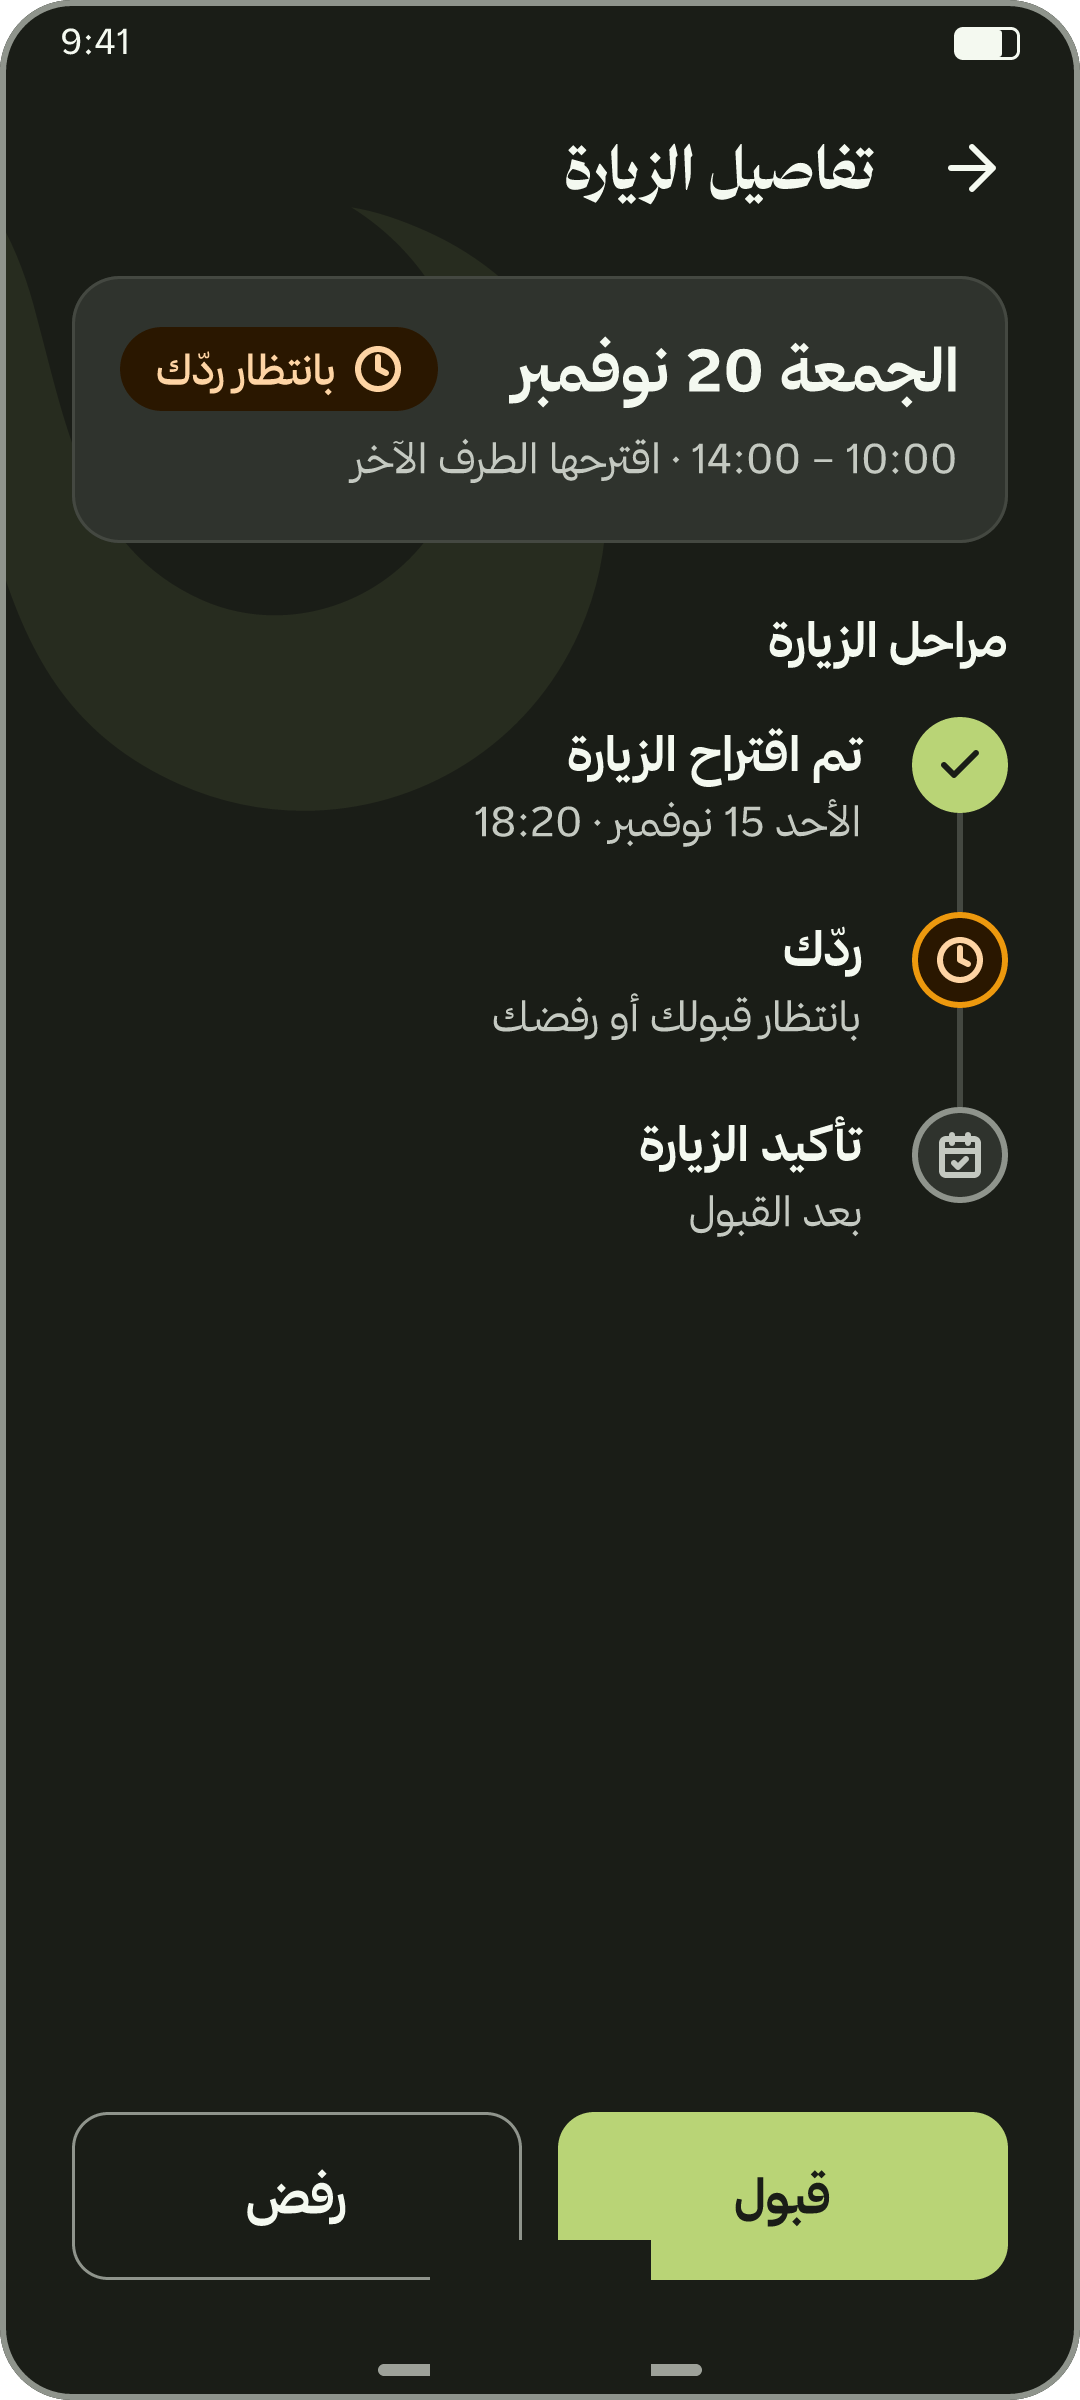 9:41
تفاصيل الزيارة
الجمعة 20 نوفمبر
بانتظار ردّك
10:00 – 14:00 · اقترحها الطرف الآخر
مراحل الزيارة
تم اقتراح الزيارة
الأحد 15 نوفمبر · 18:20
ردّك
بانتظار قبولك أو رفضك
تأكيد الزيارة
بعد القبول
قبول
رفض